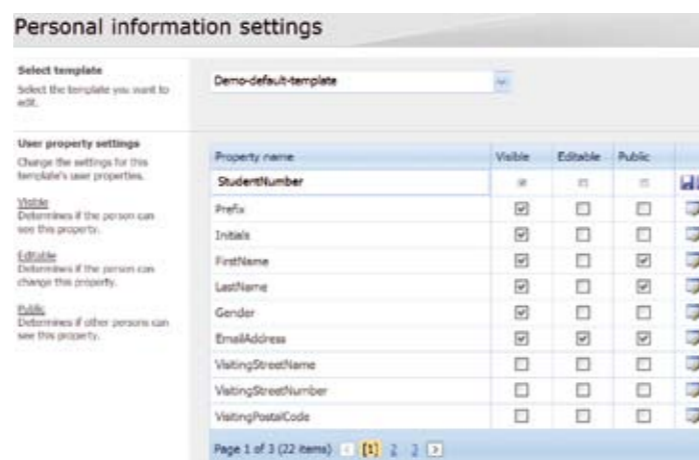 Personal information settings
Select template
Select the template you want to
edit.
Demo-default-template
User property settings
Change the settings for this
template's user properties.
Visible
Determines if the person can
see this property.
Editable
Determines if the person can
change this property.
Public
Determines if other persons can
see this property.
Property name Visible Editable Public
StudentNumber
Prefix
Initials
FirstName
LastName
Gender
EmailAddress
VisitingStreetName
VisitingStreetNumber
VisitingPostalCode
Page 1 of 3 (22 items) [1] 2 3